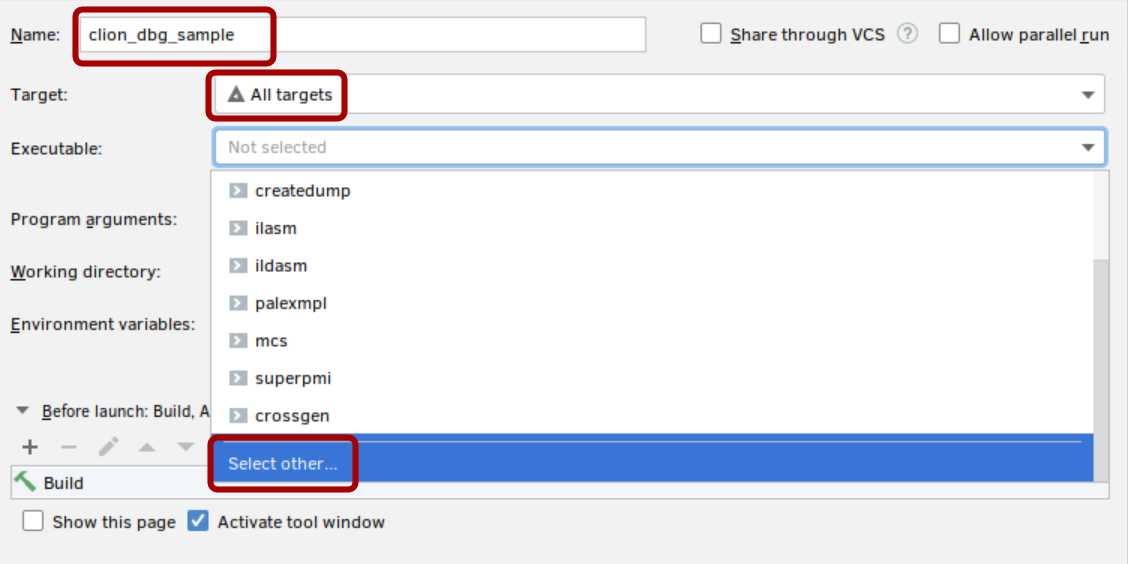 Name: clion_dbg_sample Share through VCS ? Allow parallel run
Target: All targets
Executable: Not selected
createdump
Program arguments: ilasm
ildasm
Working directory: palexmpl
Environment variables: mcs
superpmi
Before launch: Build, A crossgen
Select other...
Build
Show this page Activate tool window